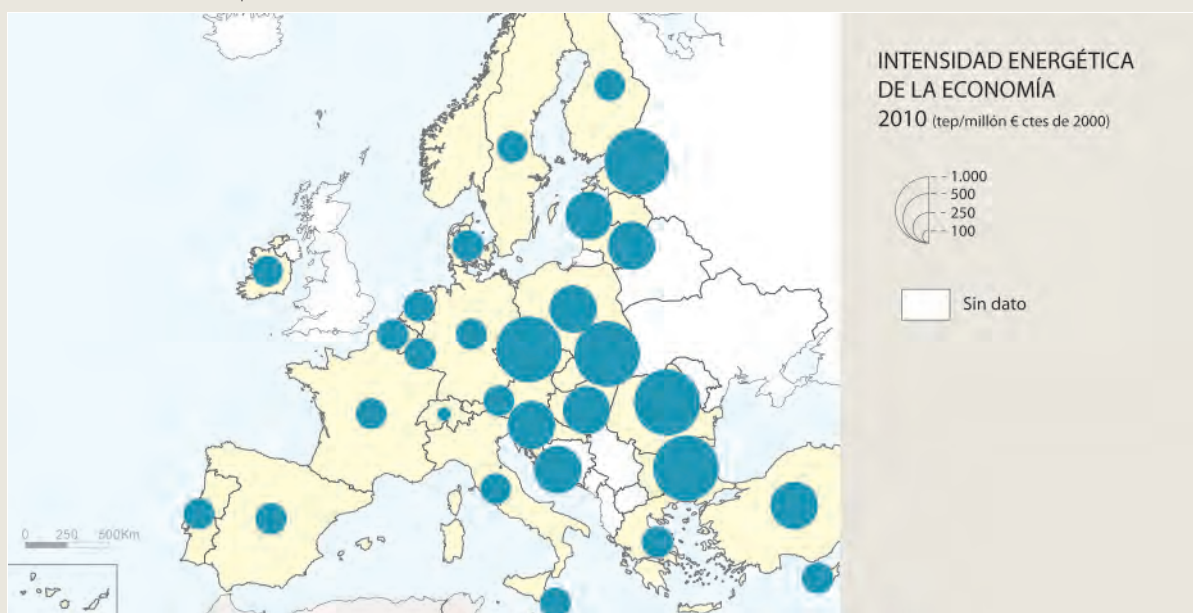 INTENSIDAD ENERGÉTICA
DE LA ECONOMÍA
2010 (tep/millón € ctes de 2000)
1.000
500
250
100
Sin dato
0 250 500Km